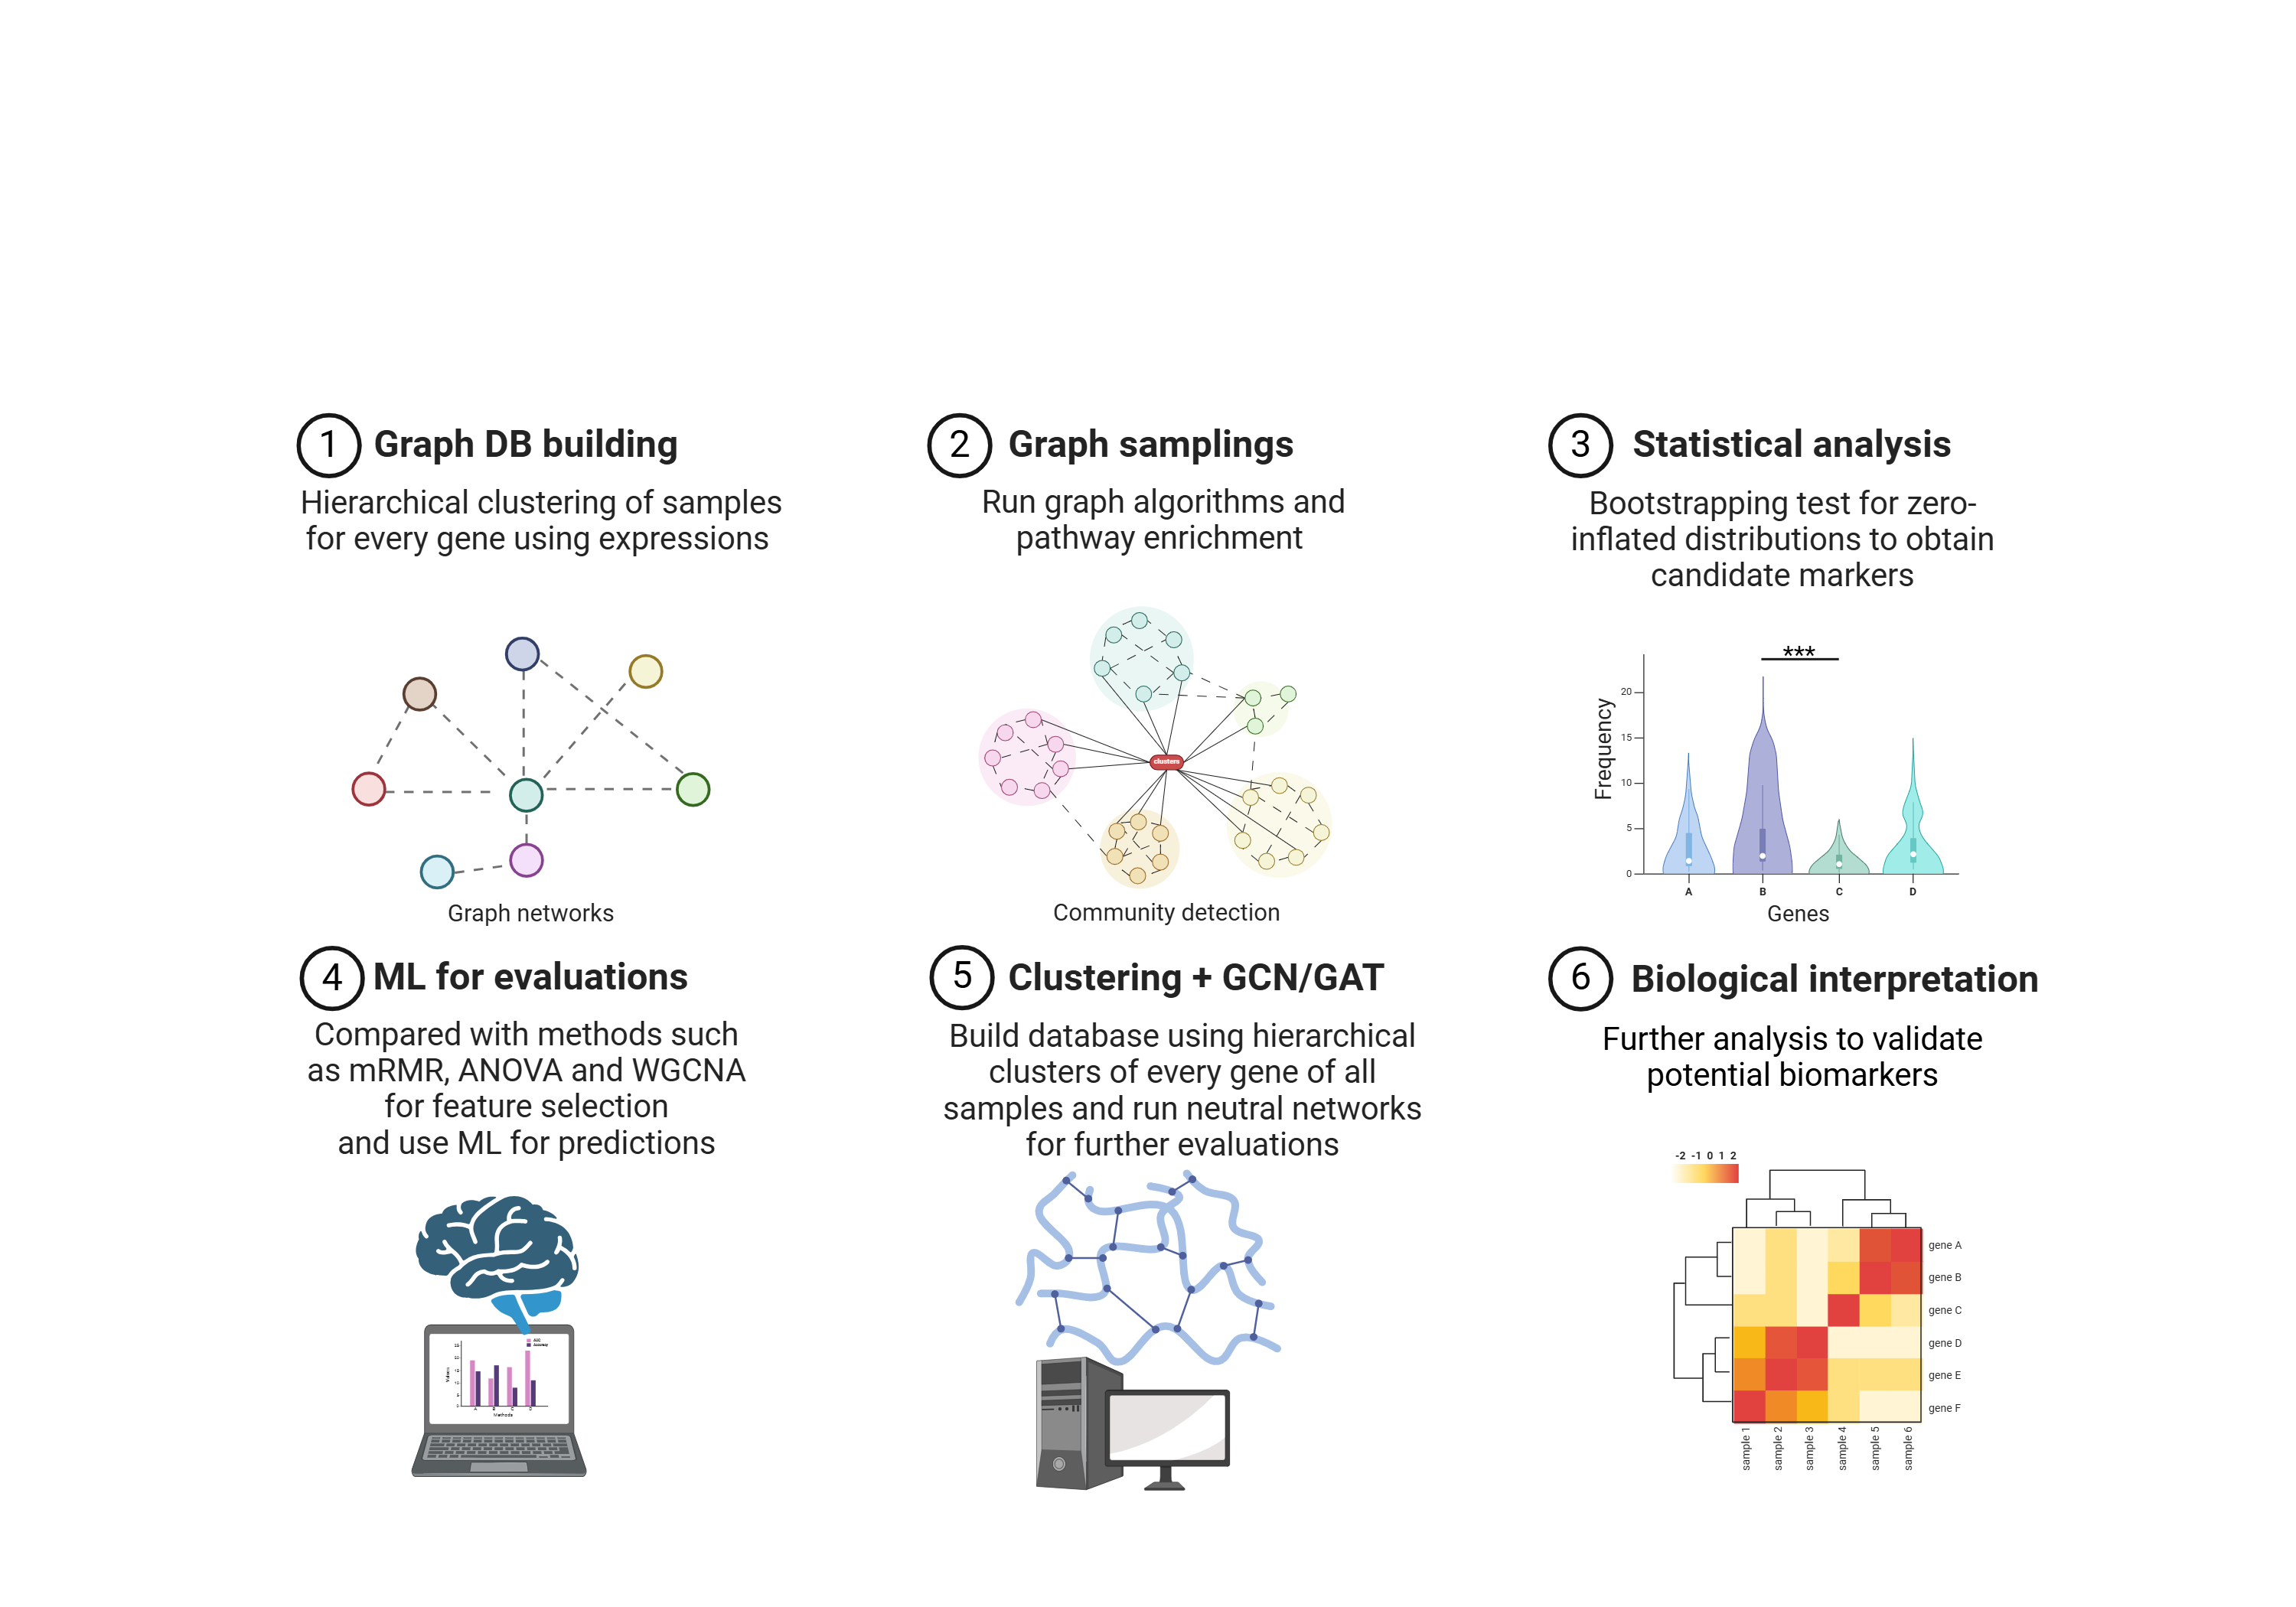 1 Graph DB building
Hierarchical clustering of samples
for every gene using expressions
Graph networks
2 Graph samplings
Run graph algorithms and
pathway enrichment
clusters
Community detection
3 Statistical analysis
Bootstrapping test for zero-
inflated distributions to obtain
candidate markers
***
Frequency
20
15
10
5
0
A B C D
Genes
4 ML for evaluations
Compared with methods such
as mRMR, ANOVA and WGCNA
for feature selection
and use ML for predictions
Methods
5 Clustering + GCN/GAT
Build database using hierarchical
clusters of every gene of all
samples and run neutral networks
for further evaluations
6 Biological interpretation
Further analysis to validate
potential biomarkers
-2 -1 0 1 2
gene A
gene B
gene C
gene D
gene E
gene F
sample 1
sample 2
sample 3
sample 4
sample 5
sample 6